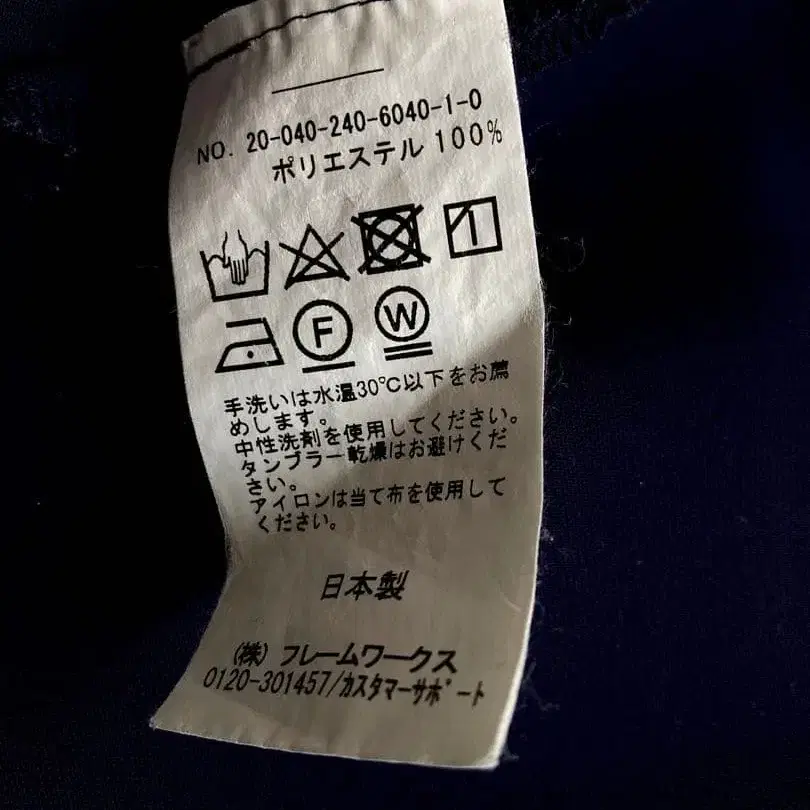 NO. 20-040-240-6040-1-0
ポリエステル 100%
F W
手洗いは水温30℃以下をお薦
めします。
中性洗剤を使用してください。
タンブラー乾燥はお避けくだ
さい。
アイロンは当て布を使用して
ください。
日本製
(株) フレームワークス
0120-301457/カスタマーサポート